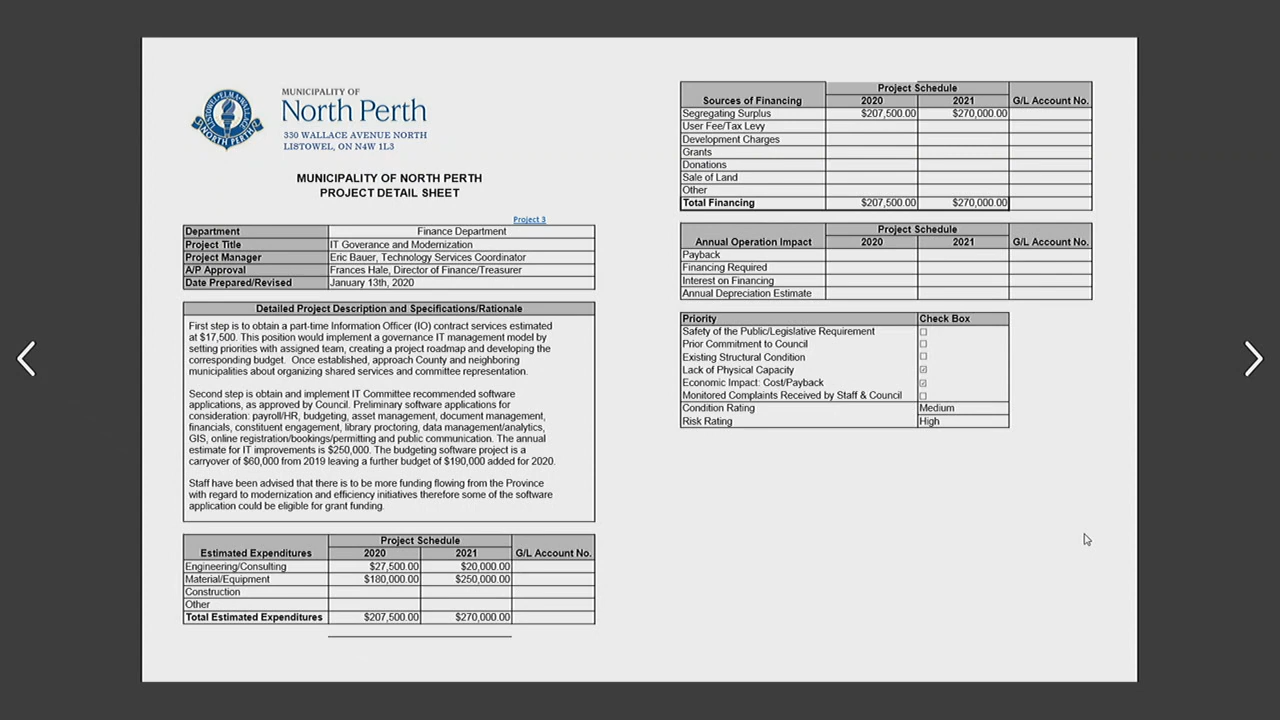 MUNICIPALITY OF
North Perth
330 WALLACE AVENUE NORTH
LISTOWEL, ON N4W 1L3
MUNICIPALITY OF NORTH PERTH
PROJECT DETAIL SHEET
Project 3
Department Finance Department
Project Title IT Goverance and Modernization
Project Manager Eric Bauer, Technology Services Coordinator
A/P Approval Frances Hale, Director of Finance/Treasurer
Date Prepared/Revised January 13th, 2020
Detailed Project Description and Specifications/Rationale
First step is to obtain a part-time Information Officer (IO) contract services estimated
at $17,500. This position would implement a governance IT management model by
setting priorities with assigned team, creating a project roadmap and developing the
corresponding budget. Once established, approach County and neighboring
municipalities about organizing shared services and committee representation.
Second step is obtain and implement IT Committee recommended software
applications, as approved by Council. Preliminary software applications for
consideration: payroll/HR, budgeting, asset management, document management,
financials, constituent engagement, library proctoring, data management/analytics,
GIS, online registration/bookings/permitting and public communication. The annual
estimate for IT improvements is $250,000. The budgeting software project is a
carryover of $60,000 from 2019 leaving a further budget of $190,000 added for 2020.
Staff have been advised that there is to be more funding flowing from the Province
with regard to modernization and efficiency initiatives therefore some of the software
application could be eligible for grant funding.
Project Schedule
Estimated Expenditures 2020 2021 G/L Account No.
Engineering/Consulting $27,500.00 $20,000.00
Material/Equipment $180,000.00 $250,000.00
Construction
Other
Total Estimated Expenditures $207,500.00 $270,000.00
Project Schedule
Sources of Financing 2020 2021 G/L Account No.
Segregating Surplus $207,500.00 $270,000.00
User Fee/Tax Levy
Development Charges
Grants
Donations
Sale of Land
Other
Total Financing $207,500.00 $270,000.00
Project Schedule
Annual Operation Impact 2020 2021 G/L Account No.
Payback
Financing Required
Interest on Financing
Annual Depreciation Estimate
Priority Check Box
Safety of the Public/Legislative Requirement ☐
Prior Commitment to Council ☐
Existing Structural Condition ☐
Lack of Physical Capacity ☑
Economic Impact: Cost/Payback ☑
Monitored Complaints Received by Staff & Council ☐
Condition Rating Medium
Risk Rating High